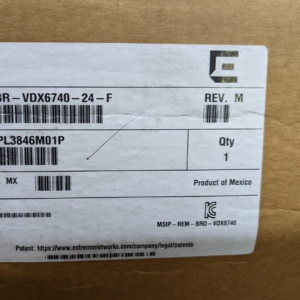 BR-VDX6740-24-F
REV. M
PL3846M01P
Qty
1
MX
Product of Mexico
MSIP-REM-BRO-VDX6740
Patent: https://www.extremenetworks.com/company/legal/patents